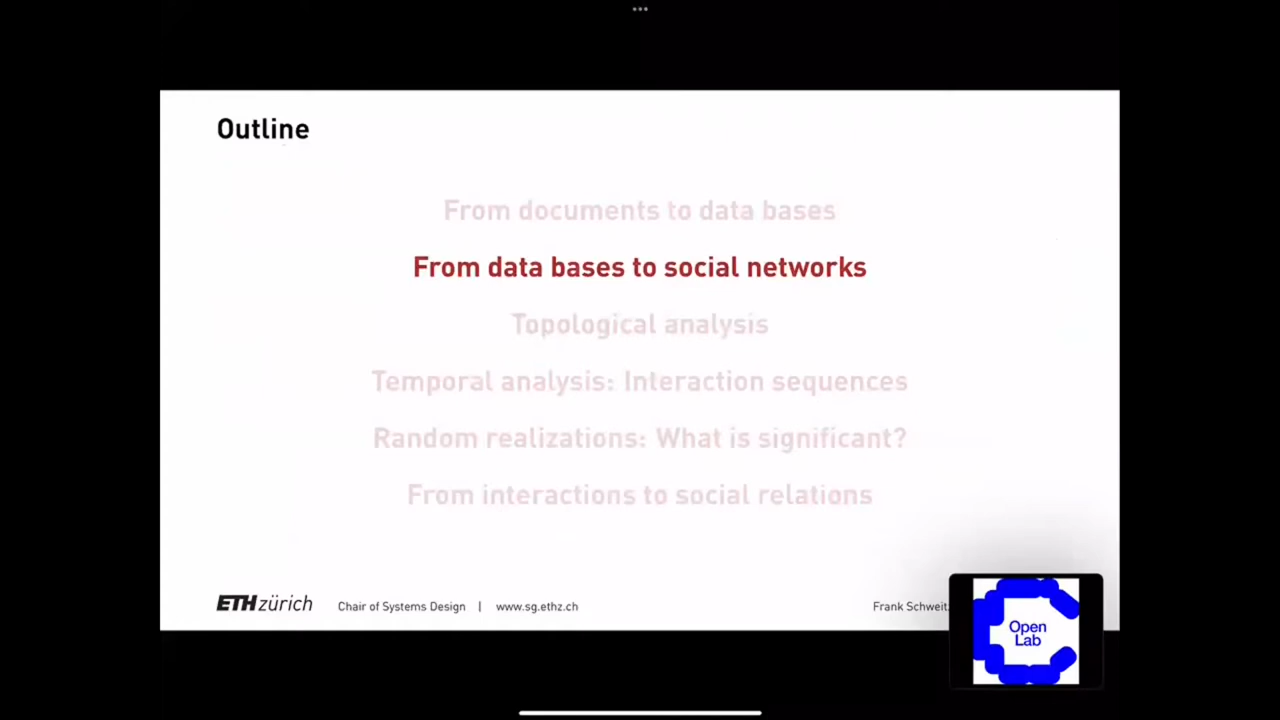 Outline
From documents to data bases
From data bases to social networks
Topological analysis
Temporal analysis: Interaction sequences
Random realizations: What is significant?
From interactions to social relations
ETH zürich Chair of Systems Design | www.sg.ethz.ch Frank
Open
Lab